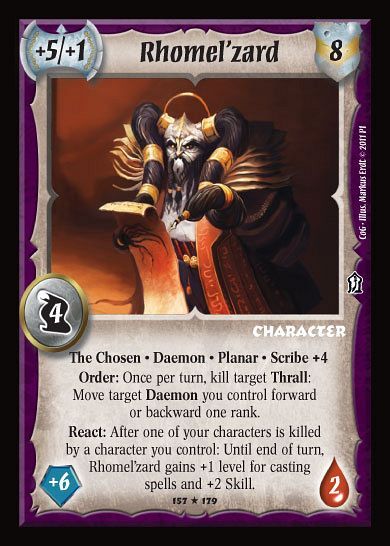 +5/+1
Rhomel'zard
8
CoG • Illus. Markus Erdt © 2011 P1
4
CHARACTER
The Chosen • Daemon • Planar • Scribe +4
Order: Once per turn, kill target Thrall:
Move target Daemon you control forward
or backward one rank.
React: After one of your characters is killed
by a character you control: Until end of turn,
Rhomel'zard gains +1 level for casting
spells and +2 Skill.
+6
2
157 ★ 179